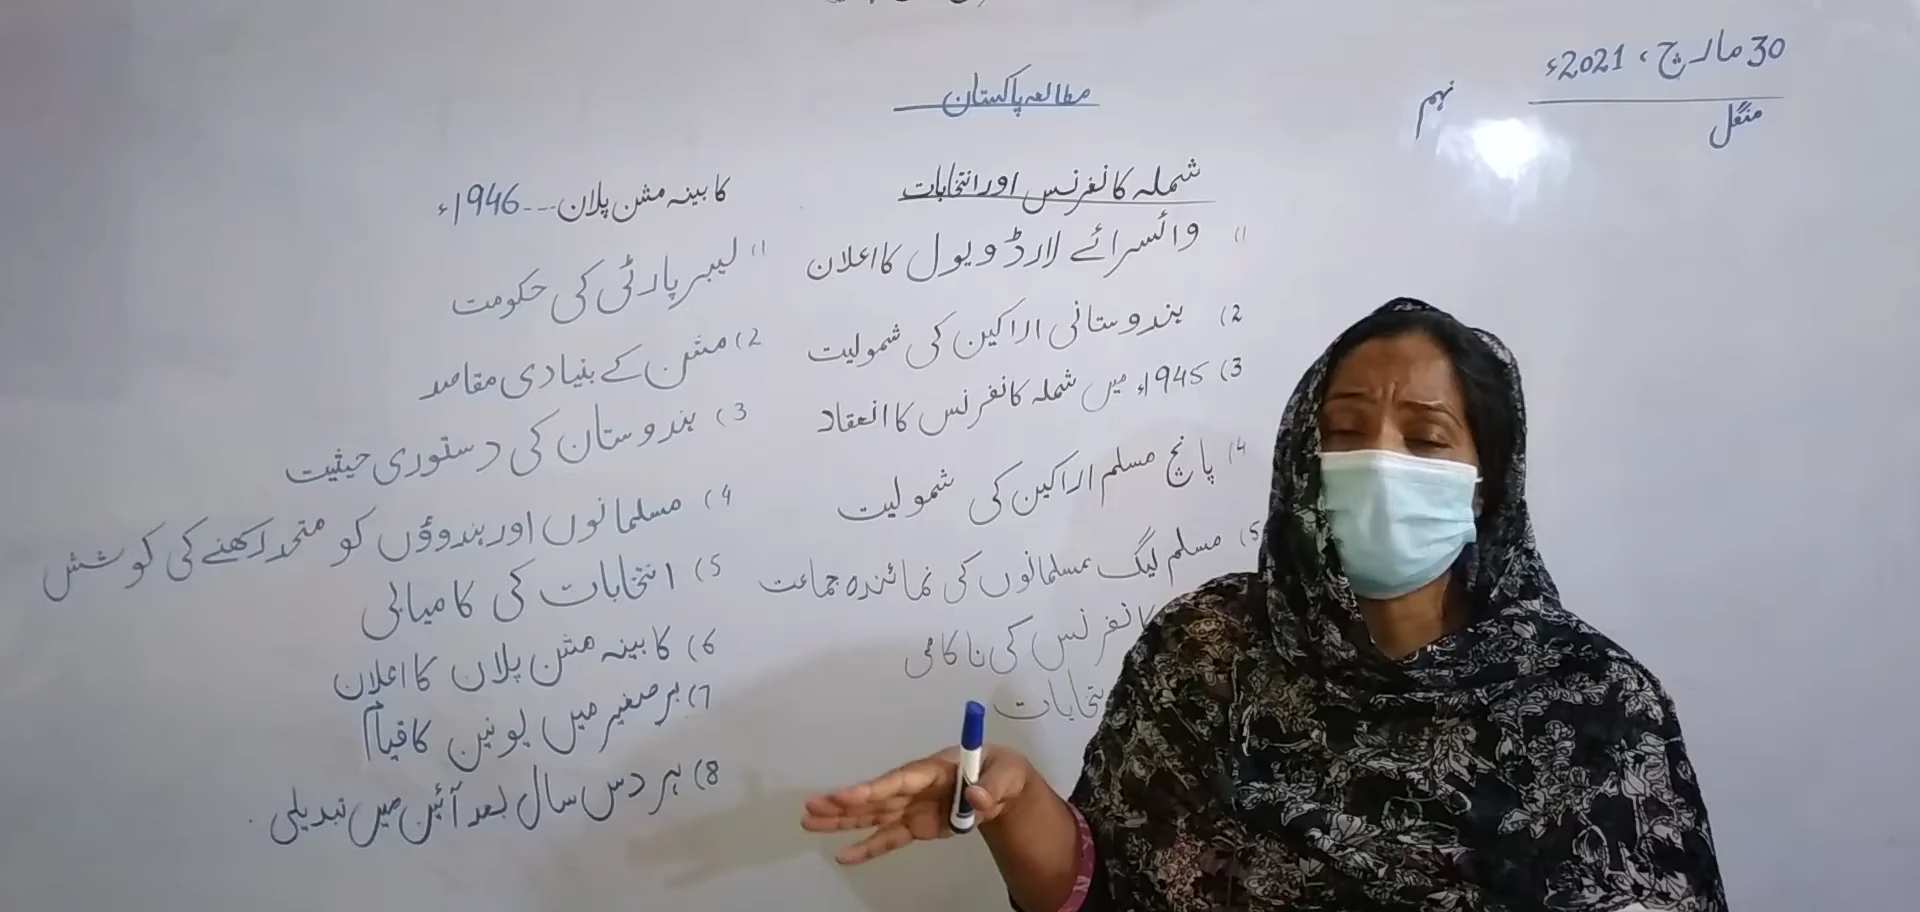 30 مارچ، 2021ء
منگل
نہم
مطالعہ پاکستان
شملہ کانفرنس اور انتخابات
1) وائسرائے لارڈ ویول کا اعلان
2) ہندوستانی اراکین کی شمولیت
3) 1945ء میں شملہ کانفرنس کا انعقاد
4) پانچ مسلم اراکین کی شمولیت
5) مسلم لیگ مسلمانوں کی نمائندہ جماعت
کانفرنس کی ناکامی
کابینہ مشن پلان --- 1946ء
1) لیبر پارٹی کی حکومت
2) مشن کے بنیادی مقاصد
3) ہندوستان کی دستوری حیثیت
4) مسلمانوں اور ہندوؤں کو متحد رکھنے کی کوشش
5) انتخابات کی کامیابی
6) کابینہ مشن پلان کا اعلان
7) برصغیر میں یونین کا قیام
8) ہر دس سال بعد آئین میں تبدیلی .